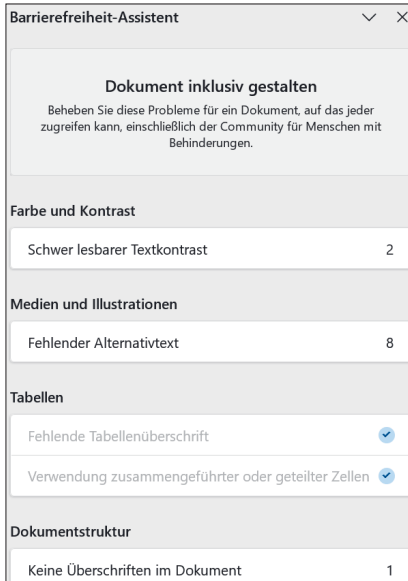 Barrierefreiheit-Assistent
Dokument inklusiv gestalten
Beheben Sie diese Probleme für ein Dokument, auf das jeder
zugreifen kann, einschließlich der Community für Menschen mit
Behinderungen.
Farbe und Kontrast
Schwer lesbarer Textkontrast 2
Medien und Illustrationen
Fehlender Alternativtext 8
Tabellen
Fehlende Tabellenüberschrift
Verwendung zusammengeführter oder geteilter Zellen
Dokumentstruktur
Keine Überschriften im Dokument 1